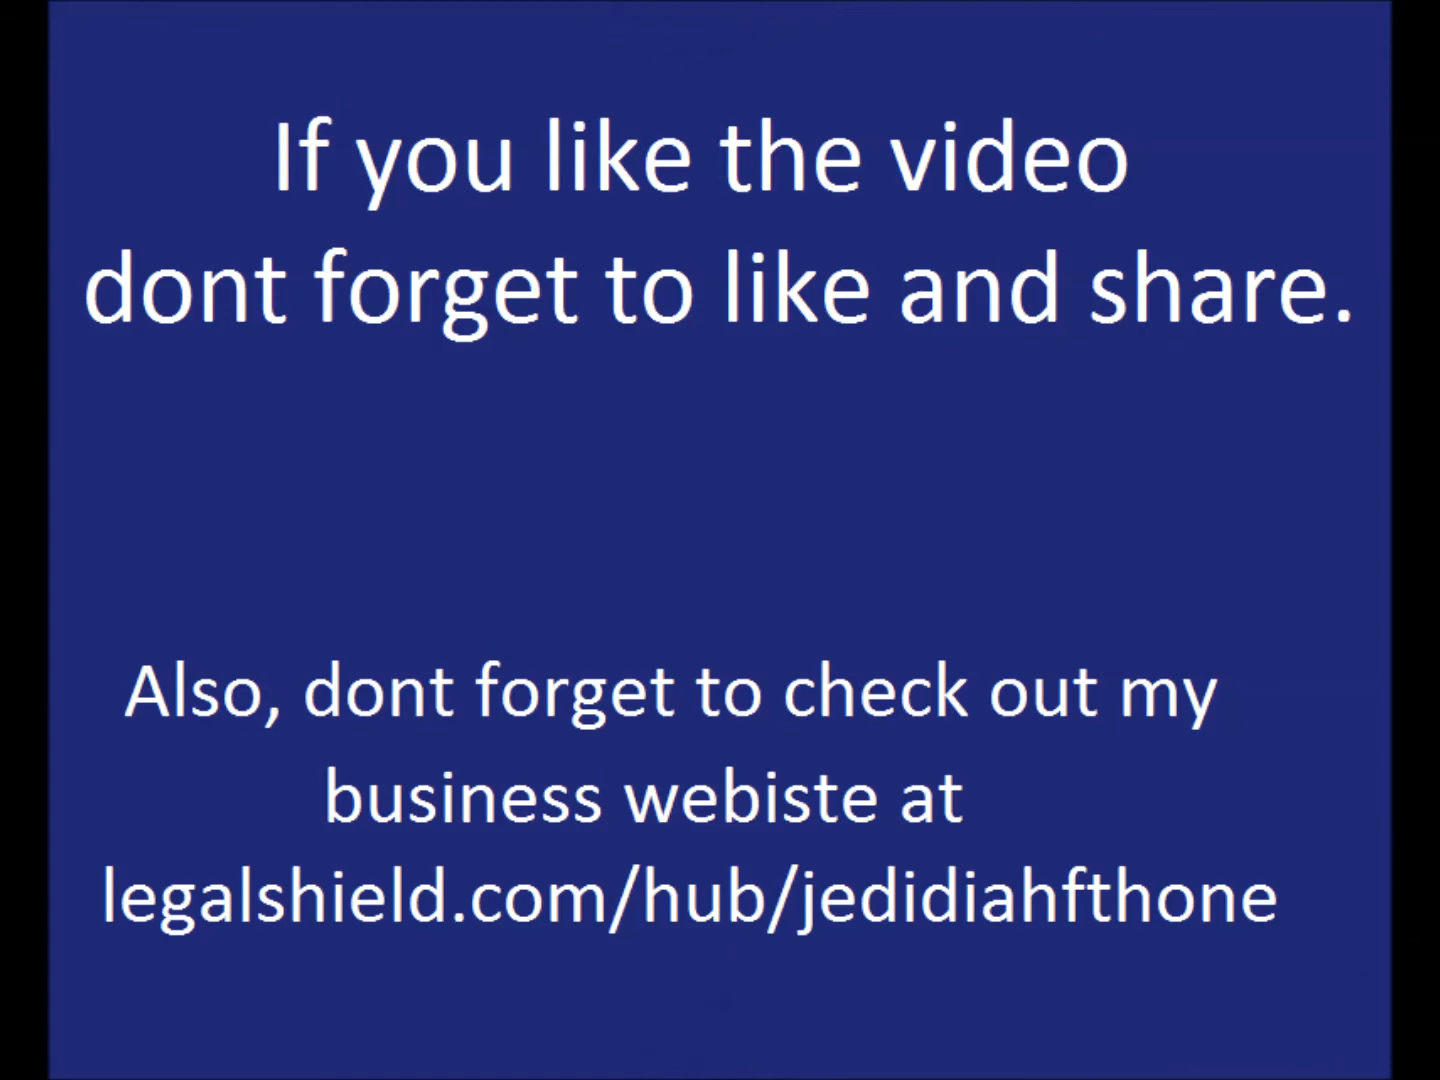 If you like the video
dont forget to like and share.
Also, dont forget to check out my
business webiste at
legalshield.com/hub/jedidiahfthone